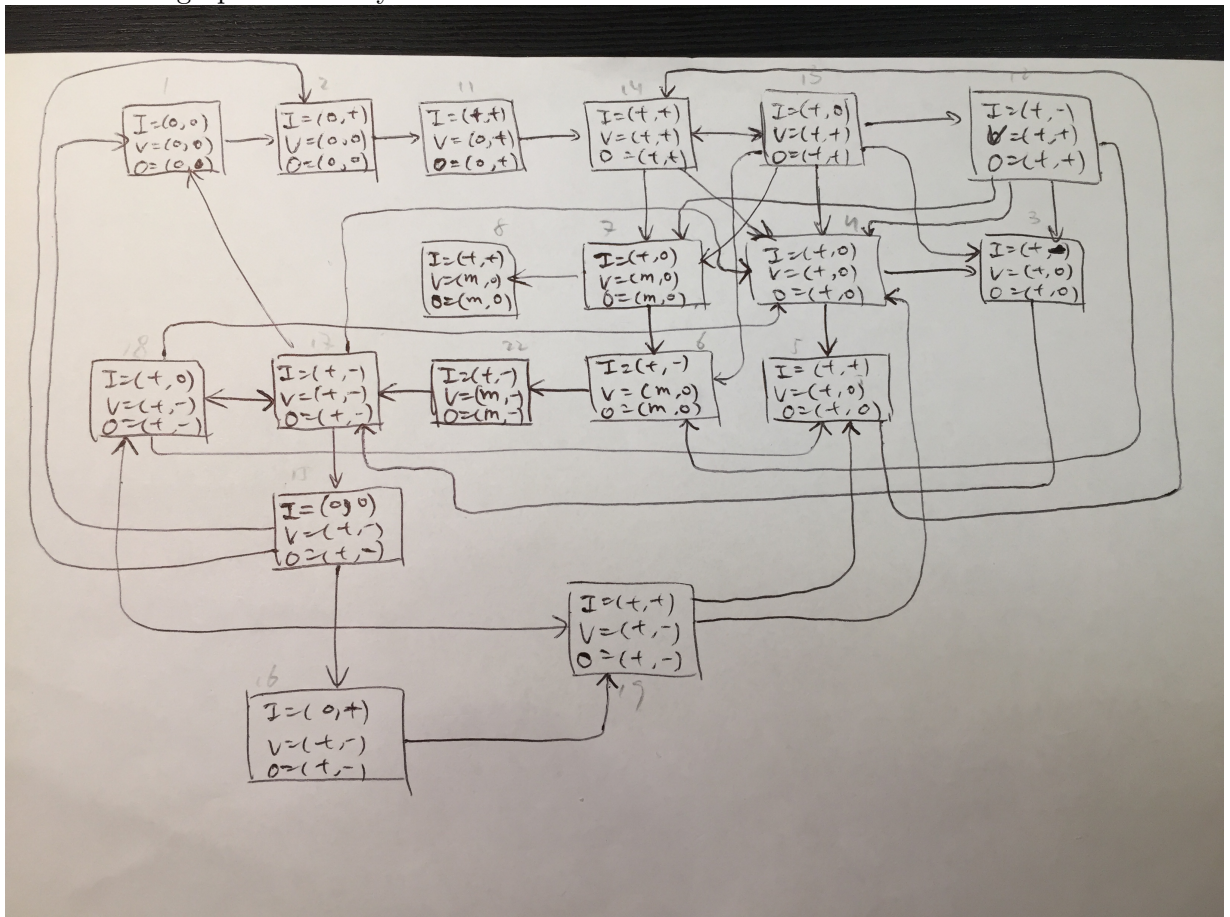 1
I=(0,0)
V=(0,0)
O=(0,0)
2
I=(0,+)
V=(0,0)
O=(0,0)
11
I=(+,+)
V=(0,+)
O=(0,+)
14
I=(+,+)
V=(+,+)
O=(+,+)
I=(+,0)
V=(+,+)
O=(+,+)
12
I=(+,-)
V=(+,+)
O=(+,+)
8
I=(+,+)
V=(m,0)
O=(m,0)
7
I=(+,0)
V=(m,0)
O=(m,0)
4
I=(+,0)
V=(+,0)
O=(+,0)
3
I=(+,-)
V=(+,0)
O=(+,0)
18
I=(+,0)
V=(+,-)
O=(+,-)
17
I=(+,-)
V=(+,-)
O=(+,-)
22
I=(+,-)
V=(m,-)
O=(m,-)
6
I=(+,-)
V=(m,0)
O=(m,0)
5
I=(+,+)
V=(+,0)
O=(+,0)
I=(0,0)
V=(+,-)
O=(+,-)
I=(+,+)
V=(+,-)
O=(+,-)
19
16
I=(0,+)
V=(+,-)
O=(+,-)